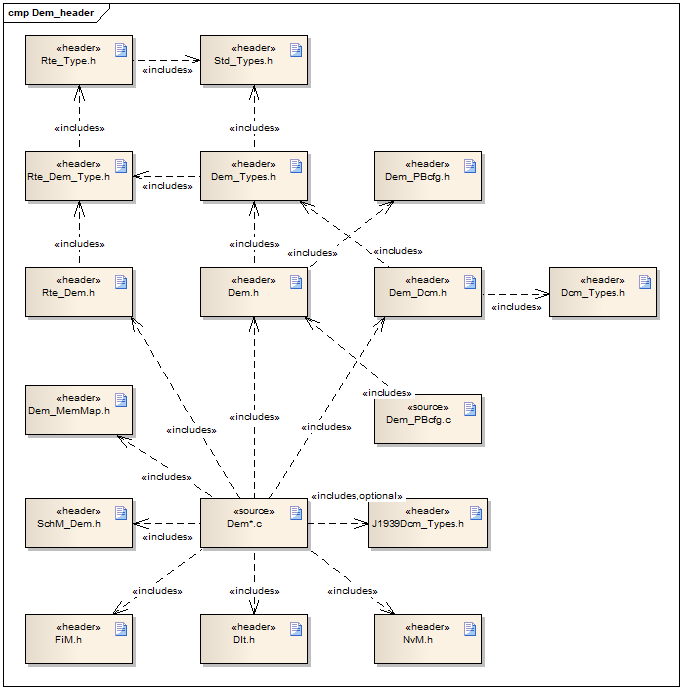 cmp Dem_header
«header»
Rte_Type.h
«header»
Std_Types.h
«includes»
«includes»
«includes»
«header»
Rte_Dem_Type.h
«header»
Dem_Types.h
«header»
Dem_PBcfg.h
«includes»
«includes»
«includes»
«includes»
«includes»
«header»
Rte_Dem.h
«header»
Dem.h
«header»
Dem_Dcm.h
«header»
Dcm_Types.h
«includes»
«includes»
«header»
Dem_MemMap.h
«source»
Dem_PBcfg.c
«includes»
«includes»
«includes»
«includes»
«includes,optional»
«header»
SchM_Dem.h
«source»
Dem*.c
«header»
J1939Dcm_Types.h
«includes»
«includes»
«includes»
«includes»
«header»
FiM.h
«header»
Dlt.h
«header»
NvM.h